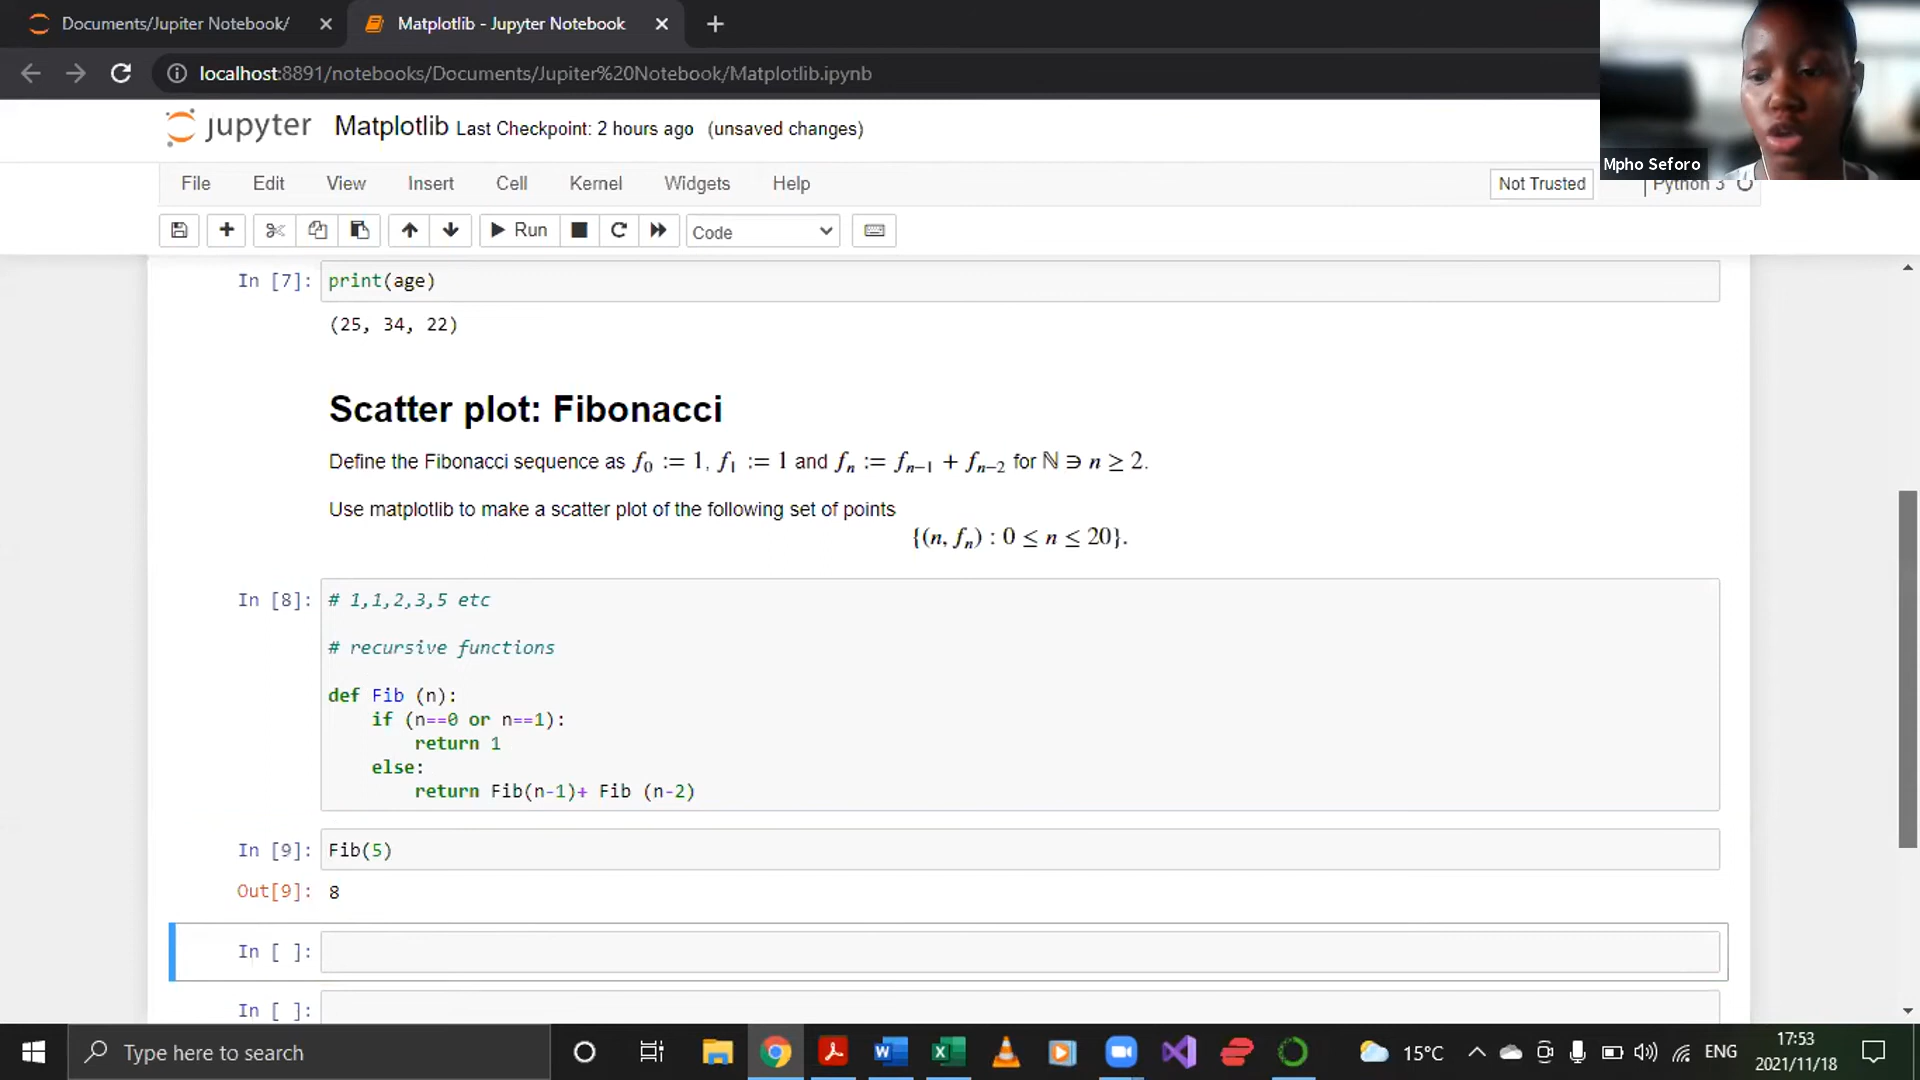 Documents/Jupiter Notebook/
Matplotlib - Jupyter Notebook
localhost:8891/notebooks/Documents/Jupiter%20Notebook/Matplotlib.ipynb
jupyter Matplotlib Last Checkpoint: 2 hours ago (unsaved changes)
Mpho Seforo
File Edit View Insert Cell Kernel Widgets Help Not Trusted Python 3
Run Code
In [7]: print(age)
(25, 34, 22)
Scatter plot: Fibonacci
Define the Fibonacci sequence as f₀ := 1, f₁ := 1 and fₙ := fₙ₋₁ + fₙ₋₂ for ℕ ∋ n ≥ 2.
Use matplotlib to make a scatter plot of the following set of points
{(n, fₙ) : 0 ≤ n ≤ 20}.
In [8]: # 1,1,2,3,5 etc
# recursive functions
def Fib (n):
if (n==0 or n==1):
return 1
else:
return Fib(n-1)+ Fib (n-2)
In [9]: Fib(5)
Out[9]: 8
In [ ]:
In [ ]:
Type here to search
15°C
ENG
17:53
2021/11/18